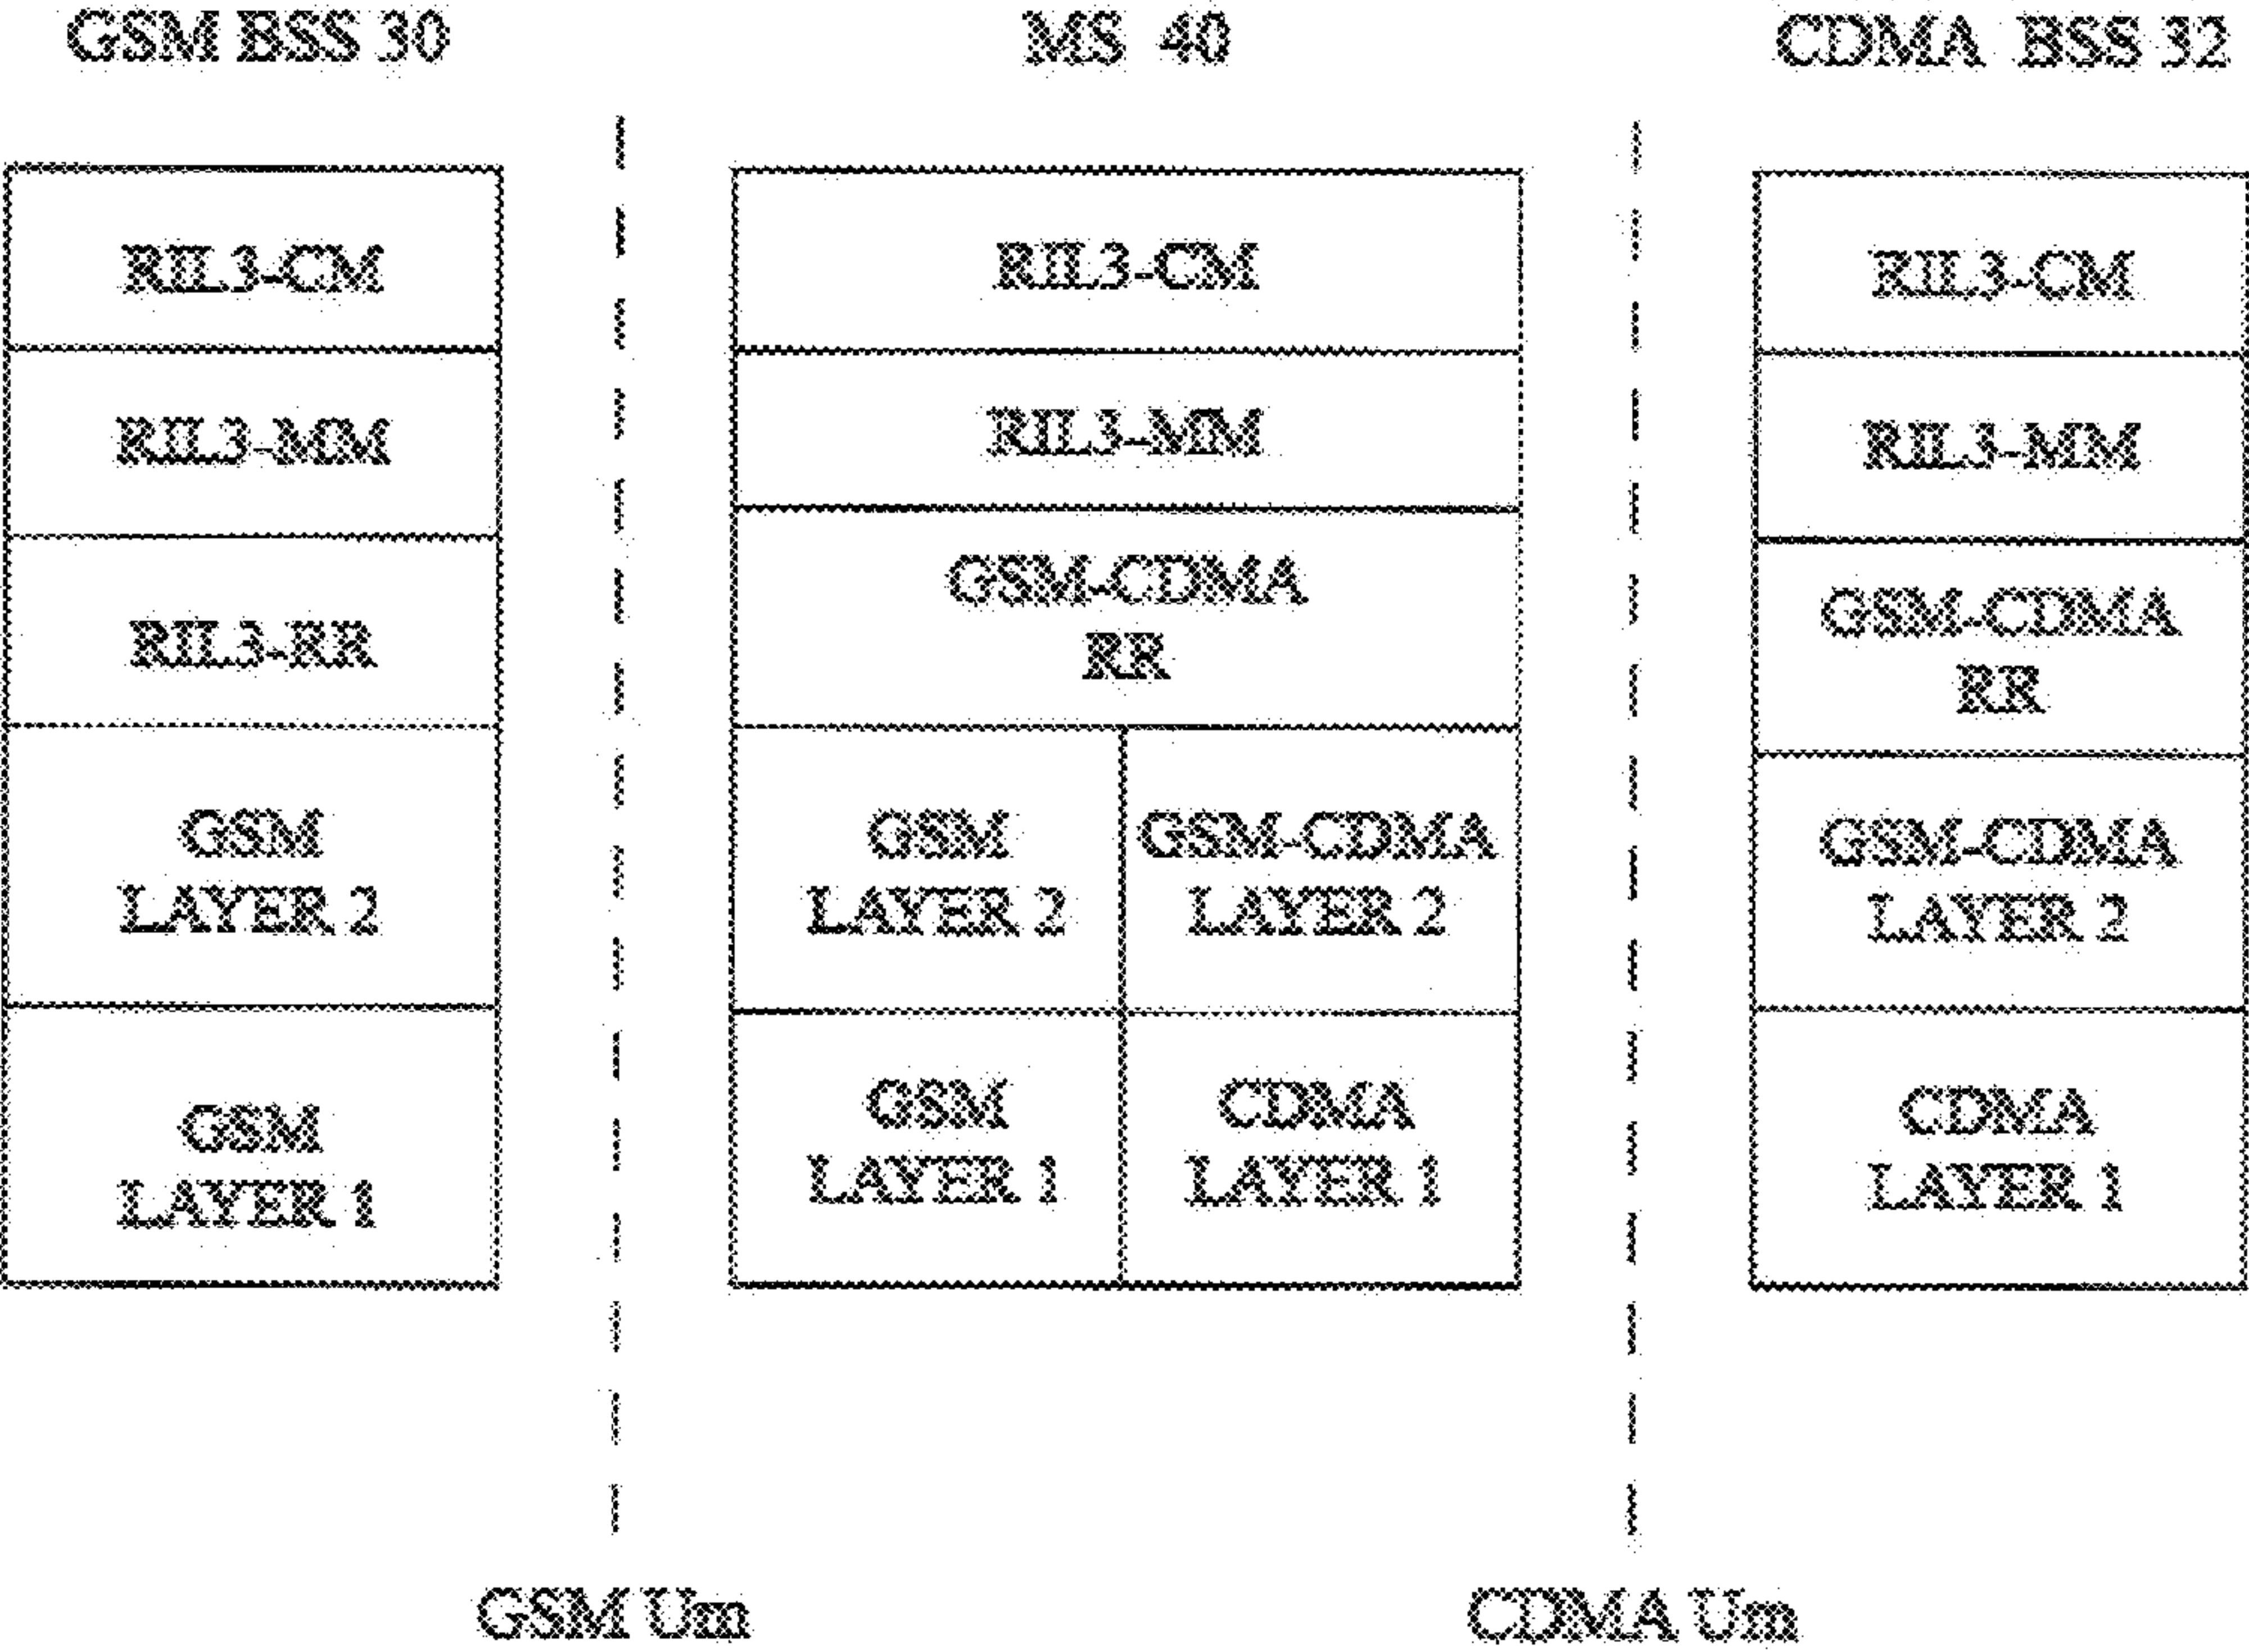 GSM BSS 30
MS 40
CDMA BSS 32
RIL3-CM
RIL3-MM
RIL3-RR
GSM
LAYER 2
GSM
LAYER 1
RIL3-CM
RIL3-MM
GSM-CDMA
RR
GSM
LAYER 2
GSM-CDMA
LAYER 2
GSM
LAYER 1
CDMA
LAYER 1
RIL3-CM
RIL3-MM
GSM-CDMA
RR
GSM-CDMA
LAYER 2
CDMA
LAYER 1
GSM Um
CDMA Um